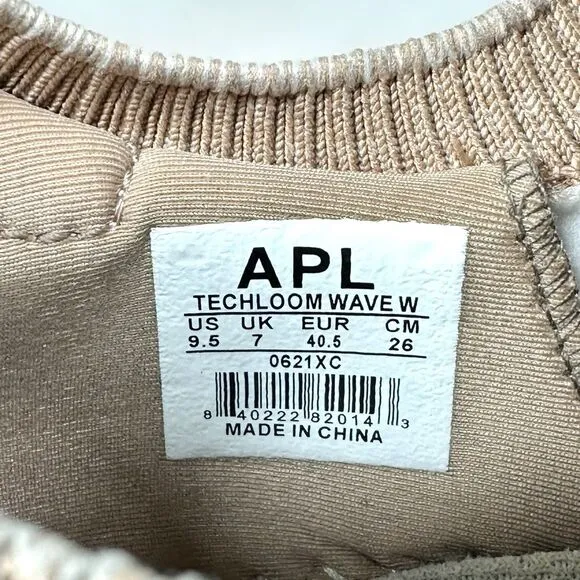 APL
TECHLOOM WAVE W
US UK EUR CM
9.5 7 40.5 26
0621XC
8 40222 82014 3
MADE IN CHINA